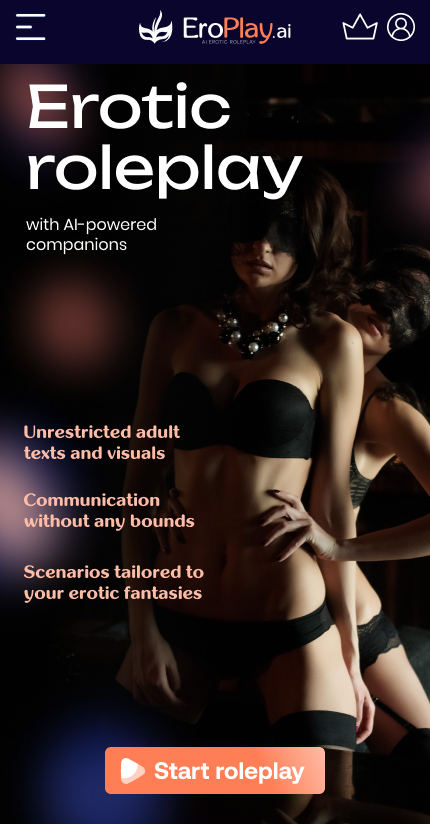 EroPlay.ai
AI EROTIC ROLEPLAY
Erotic
roleplay
with AI-powered
companions
Unrestricted adult
texts and visuals
Communication
without any bounds
Scenarios tailored to
your erotic fantasies
Start roleplay